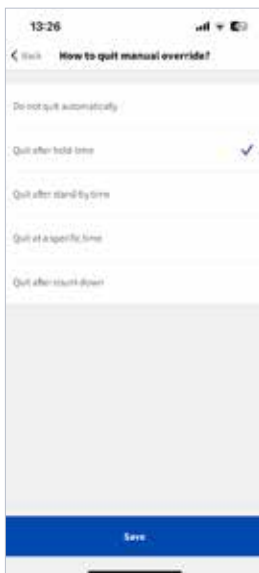 13:26
Back How to quit manual override?
Do not quit automatically
Quit after hold time
Quit after stand by time
Quit at a specific time
Quit after count down
Save